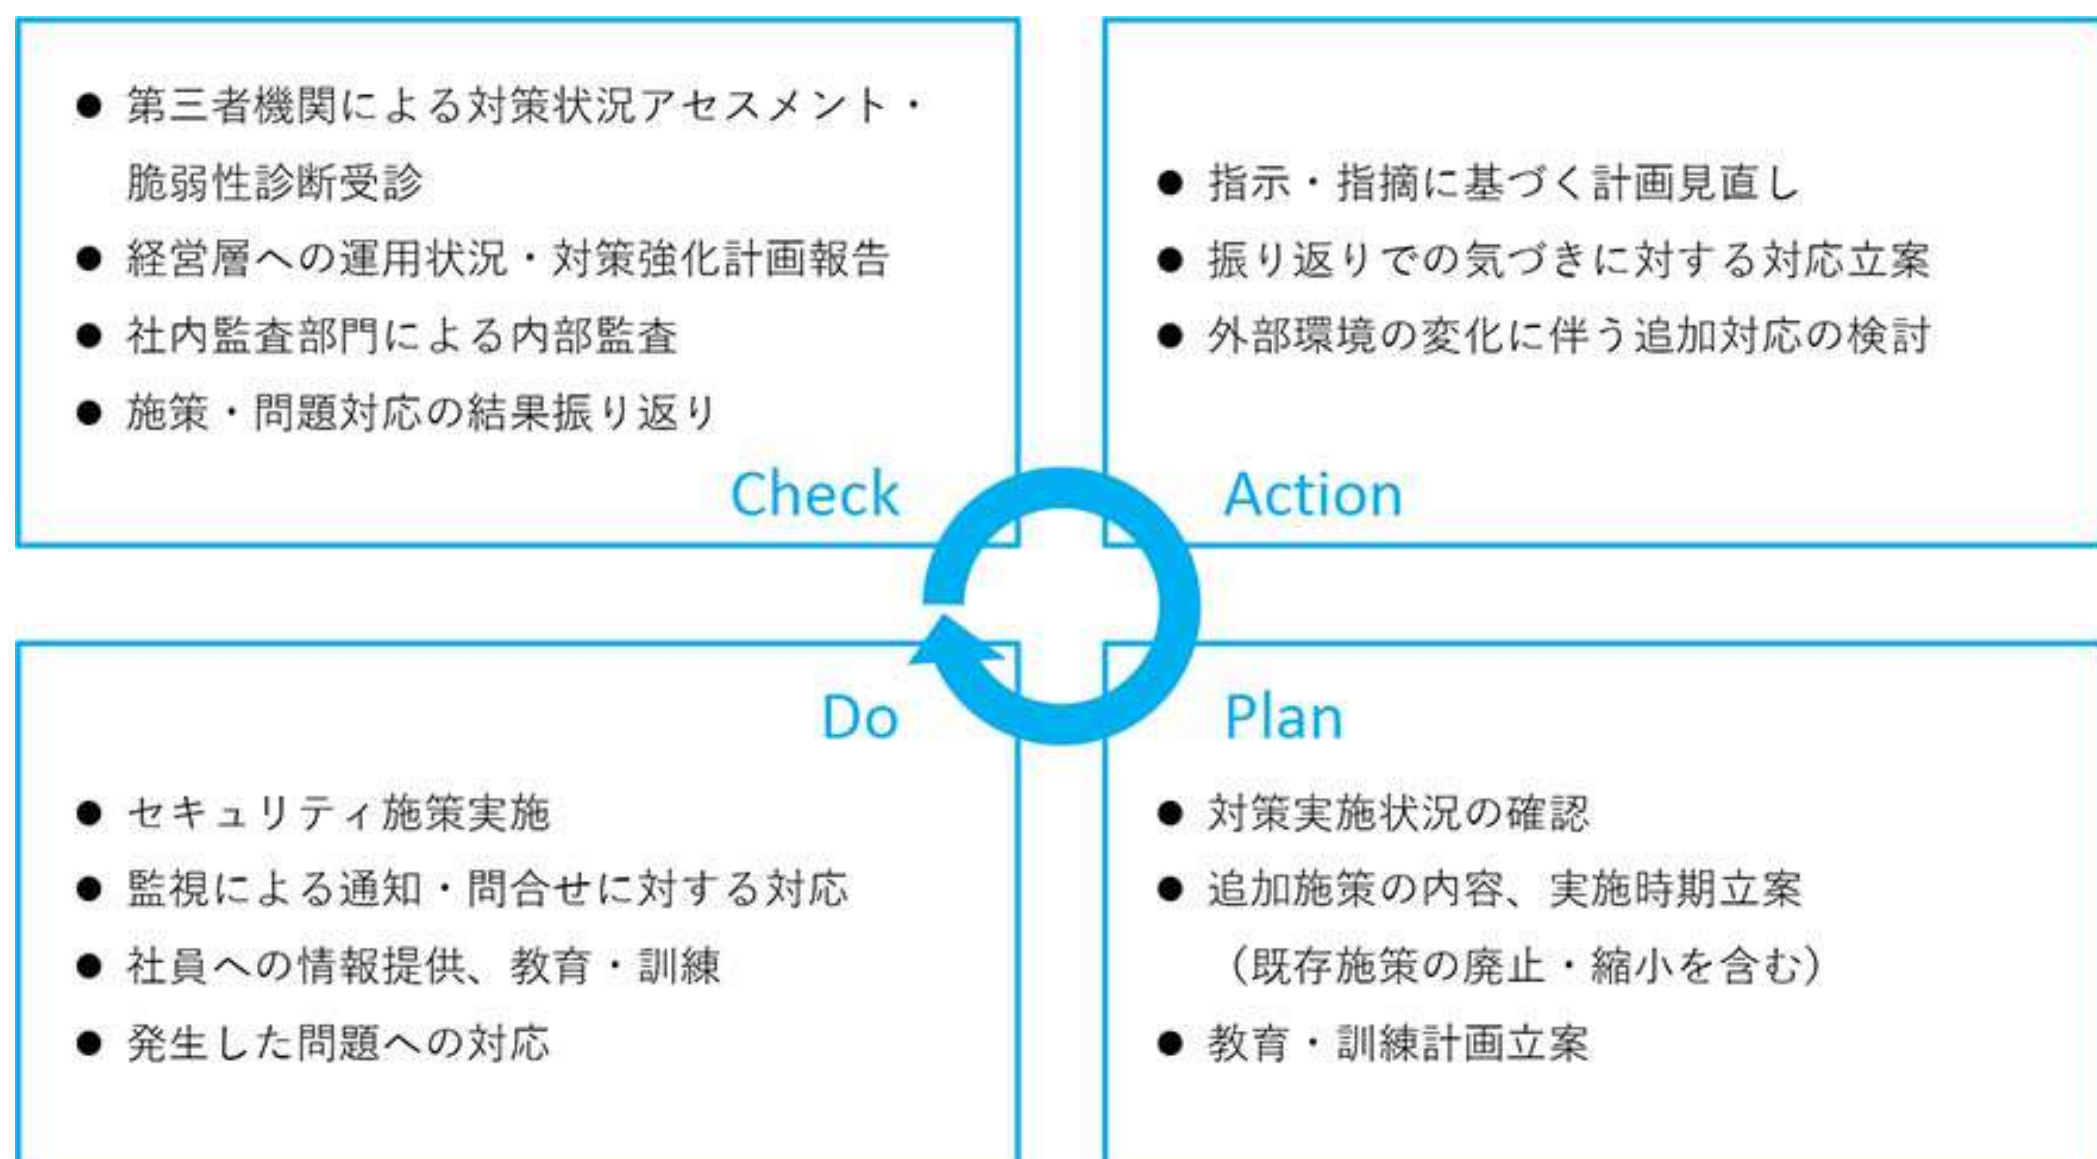 ● 第三者機関による対策状況アセスメント・
脆弱性診断受診
● 経営層への運用状況・対策強化計画報告
● 社内監査部門による内部監査
● 施策・問題対応の結果振り返り
Check
● 指示・指摘に基づく計画見直し
● 振り返りでの気づきに対する対応立案
● 外部環境の変化に伴う追加対応の検討
Action
Do
● セキュリティ施策実施
● 監視による通知・問合せに対する対応
● 社員への情報提供、教育・訓練
● 発生した問題への対応
Plan
● 対策実施状況の確認
● 追加施策の内容、実施時期立案
（既存施策の廃止・縮小を含む）
● 教育・訓練計画立案